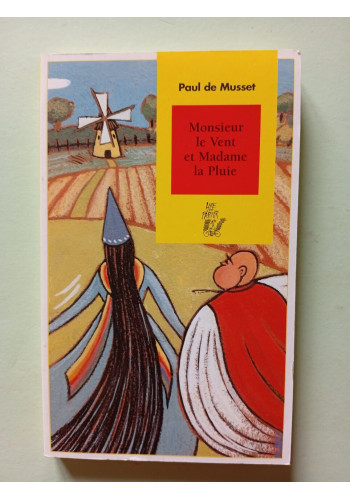 Paul de Musset
Monsieur
le Vent
et Madame
la Pluie